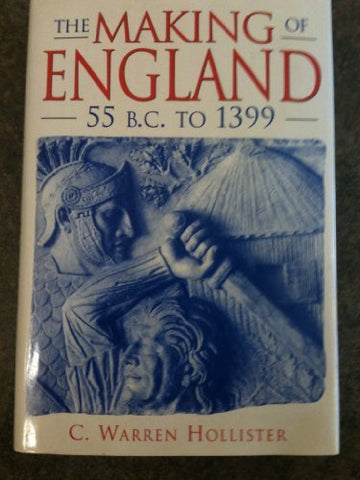 THE MAKING OF
ENGLAND
55 B.C. TO 1399
C. WARREN HOLLISTER